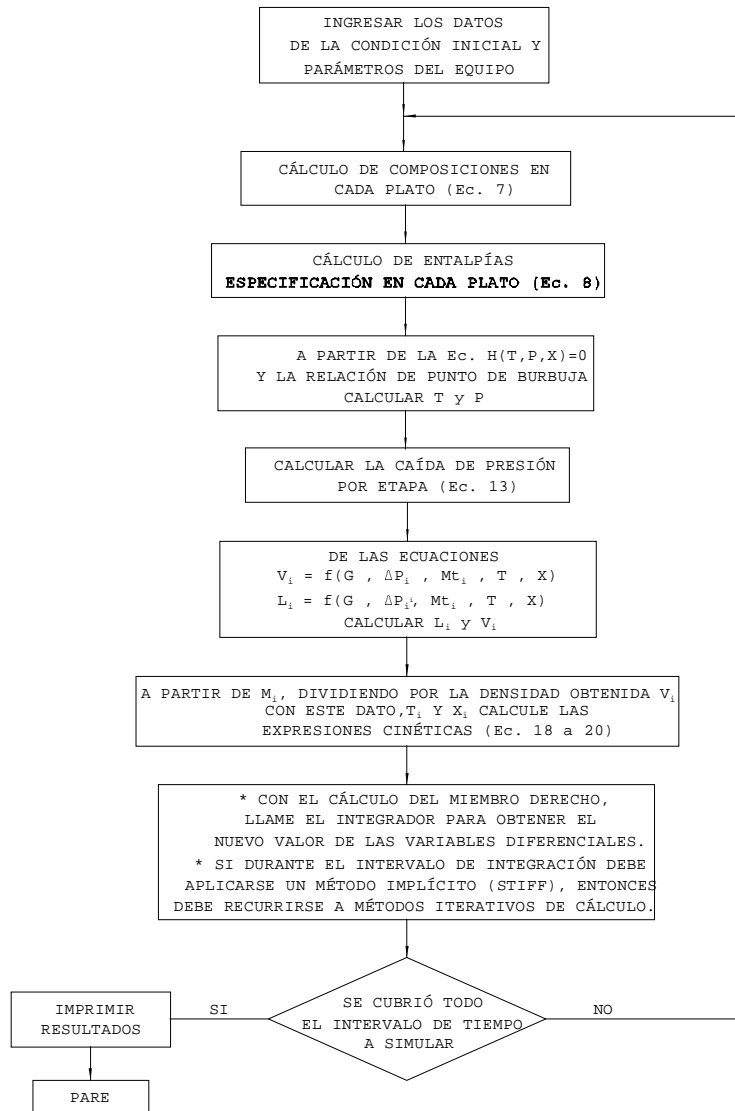 INGRESAR LOS DATOS
DE LA CONDICIÓN INICIAL Y
PARÁMETROS DEL EQUIPO
CÁLCULO DE COMPOSICIONES EN
CADA PLATO (Ec. 7)
CÁLCULO DE ENTALPÍAS
ESPECIFICACIÓN EN CADA PLATO (Ec. 8)
A PARTIR DE LA Ec. H(T,P,X)=0
Y LA RELACIÓN DE PUNTO DE BURBUJA
CALCULAR T y P
CALCULAR LA CAÍDA DE PRESIÓN
POR ETAPA (Ec. 13)
DE LAS ECUACIONES
Vᵢ = f(G , ΔPᵢ , Mtᵢ , T , X)
Lᵢ = f(G , ΔPᵢ, Mtᵢ , T , X)
CALCULAR Lᵢ y Vᵢ
A PARTIR DE Mᵢ, DIVIDIENDO POR LA DENSIDAD OBTENIDA Vᵢ
CON ESTE DATO,Tᵢ Y Xᵢ CALCULE LAS
EXPRESIONES CINÉTICAS (Ec. 18 a 20)
* CON EL CÁLCULO DEL MIEMBRO DERECHO,
LLAME EL INTEGRADOR PARA OBTENER EL
NUEVO VALOR DE LAS VARIABLES DIFERENCIALES.
* SI DURANTE EL INTERVALO DE INTEGRACIÓN DEBE
APLICARSE UN MÉTODO IMPLÍCITO (STIFF), ENTONCES
DEBE RECURRIRSE A MÉTODOS ITERATIVOS DE CÁLCULO.
SE CUBRIÓ TODO
EL INTERVALO DE TIEMPO
A SIMULAR
SI
NO
IMPRIMIR
RESULTADOS
PARE